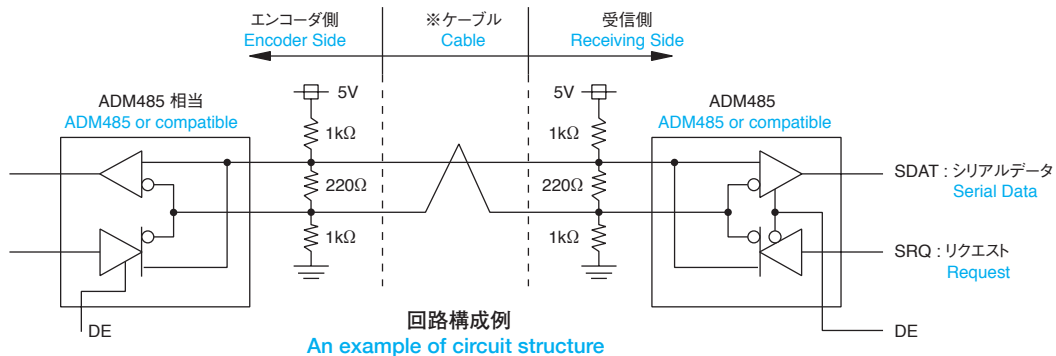 エンコーダ側
Encoder Side
※ケーブル
Cable
受信側
Receiving Side
ADM485 相当
ADM485 or compatible
5V
5V
ADM485
ADM485 or compatible
1kΩ
1kΩ
220Ω
220Ω
1kΩ
1kΩ
SDAT : シリアルデータ
Serial Data
SRQ : リクエスト
Request
DE
DE
回路構成例
An example of circuit structure